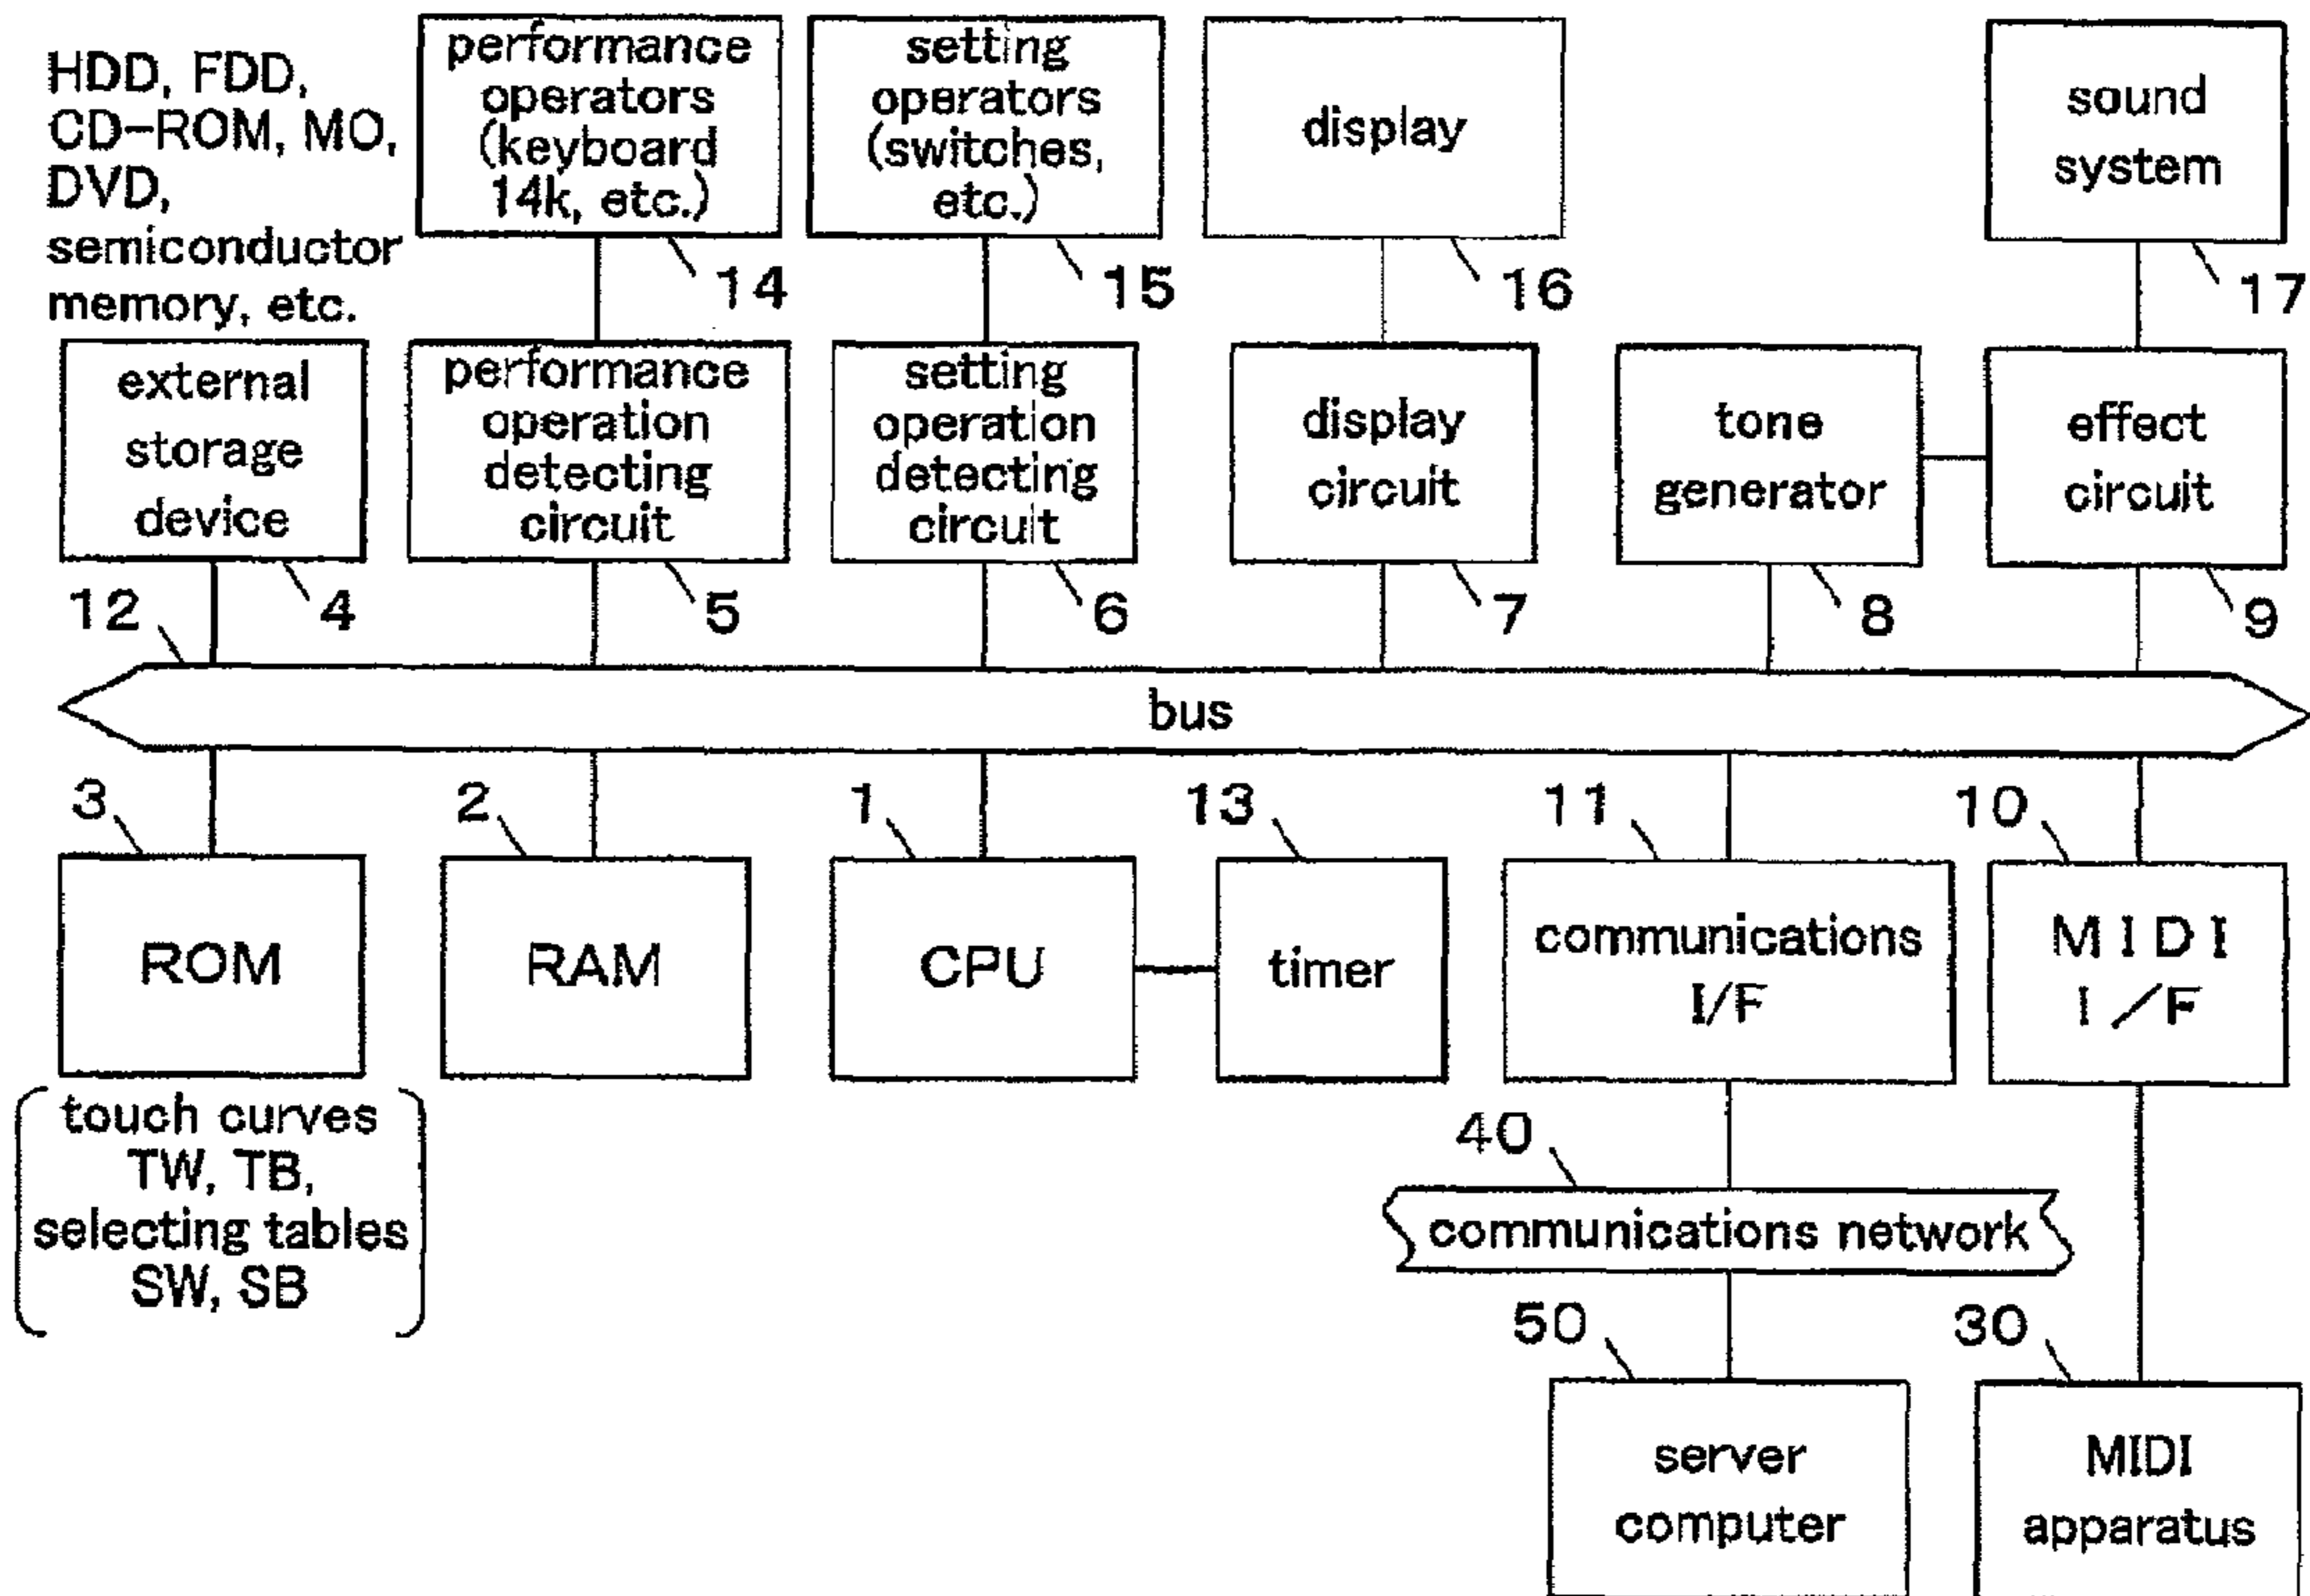 HDD, FDD,
CD-ROM, MO,
DVD,
semiconductor
memory, etc.
performance
operators
(keyboard
14k, etc.)
14
setting
operators
(switches,
etc.)
15
display
16
sound
system
17
external
storage
device
4
performance
operation
detecting
circuit
5
setting
operation
detecting
circuit
6
display
circuit
7
tone
generator
8
effect
circuit
9
12
bus
3
ROM
touch curves
TW, TB,
selecting tables
SW, SB
2
RAM
1
CPU
13
timer
11
communications
I/F
10
MIDI
I/F
40
communications network
50
server
computer
30
MIDI
apparatus